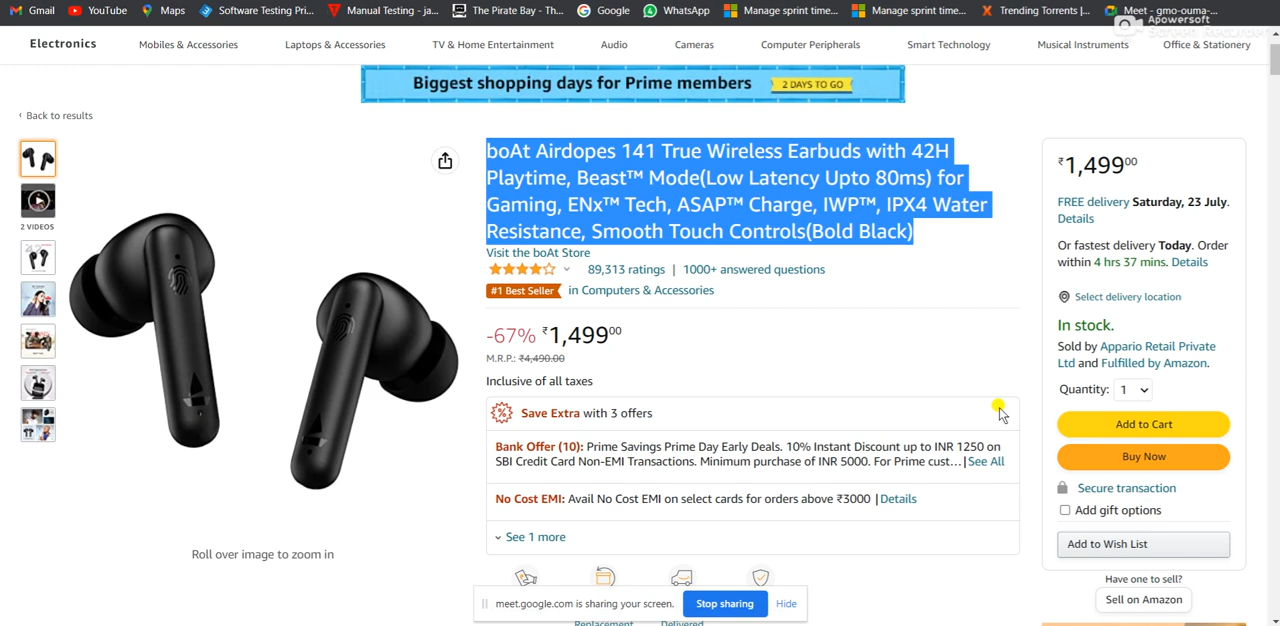 Gmail YouTube Maps Software Testing Pri... Manual Testing - ja... The Pirate Bay - Th... Google WhatsApp Manage sprint time... Manage sprint time... Trending Torrents |... Meet - gmo-ouma-...
Apowersoft
Screen Recorder
Electronics Mobiles & Accessories Laptops & Accessories TV & Home Entertainment Audio Cameras Computer Peripherals Smart Technology Musical Instruments Office & Stationery
Biggest shopping days for Prime members 2 DAYS TO GO
‹ Back to results
2 VIDEOS
boAt Airdopes 141 True Wireless Earbuds with 42H
Playtime, Beast™ Mode(Low Latency Upto 80ms) for
Gaming, ENx™ Tech, ASAP™ Charge, IWP™, IPX4 Water
Resistance, Smooth Touch Controls(Bold Black)
Visit the boAt Store
89,313 ratings | 1000+ answered questions
#1 Best Seller in Computers & Accessories
-67% ₹1,499.00
M.R.P.: ₹4,490.00
Inclusive of all taxes
Save Extra with 3 offers
Bank Offer (10): Prime Savings Prime Day Early Deals. 10% Instant Discount up to INR 1250 on
SBI Credit Card Non-EMI Transactions. Minimum purchase of INR 5000. For Prime cust... | See All
No Cost EMI: Avail No Cost EMI on select cards for orders above ₹3000 | Details
See 1 more
Roll over image to zoom in
₹1,499.00
FREE delivery Saturday, 23 July.
Details
Or fastest delivery Today. Order
within 4 hrs 37 mins. Details
Select delivery location
In stock.
Sold by Appario Retail Private
Ltd and Fulfilled by Amazon.
Quantity: 1
Add to Cart
Buy Now
Secure transaction
Add gift options
Add to Wish List
Have one to sell?
Sell on Amazon
meet.google.com is sharing your screen. Stop sharing Hide
Replacement Delivered